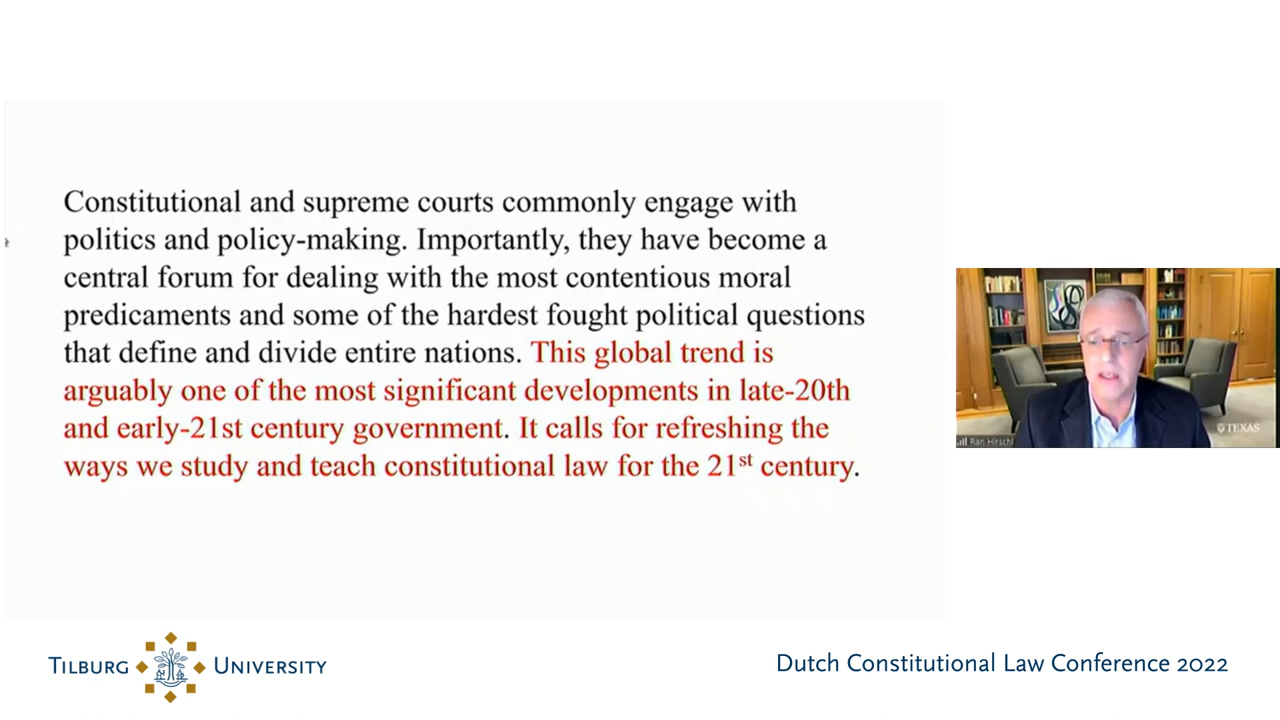 Constitutional and supreme courts commonly engage with
politics and policy-making. Importantly, they have become a
central forum for dealing with the most contentious moral
predicaments and some of the hardest fought political questions
that define and divide entire nations. This global trend is
arguably one of the most significant developments in late-20th
and early-21st century government. It calls for refreshing the
ways we study and teach constitutional law for the 21st century.
TEXAS
Ran Hirschl
TILBURG UNIVERSITY
Dutch Constitutional Law Conference 2022